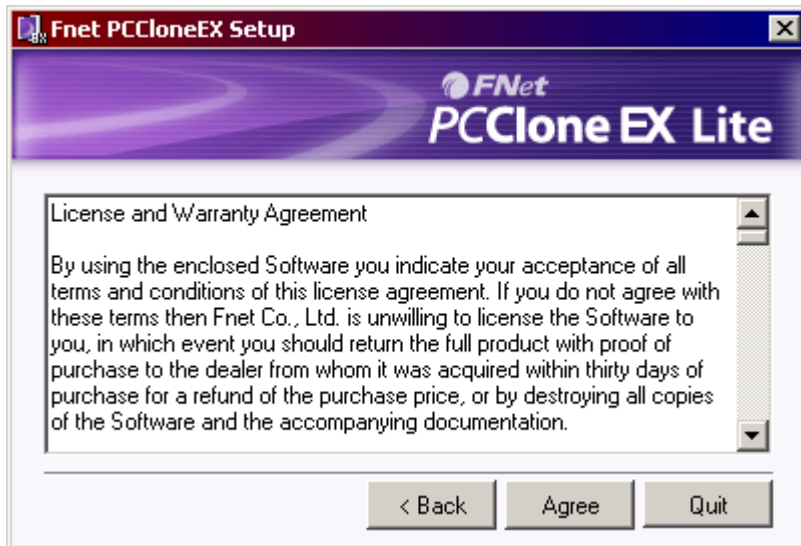 Fnet PCCloneEX Setup
FNet
PCClone EX Lite
License and Warranty Agreement
By using the enclosed Software you indicate your acceptance of all
terms and conditions of this license agreement. If you do not agree with
these terms then Fnet Co., Ltd. is unwilling to license the Software to
you, in which event you should return the full product with proof of
purchase to the dealer from whom it was acquired within thirty days of
purchase for a refund of the purchase price, or by destroying all copies
of the Software and the accompanying documentation.
< Back Agree Quit